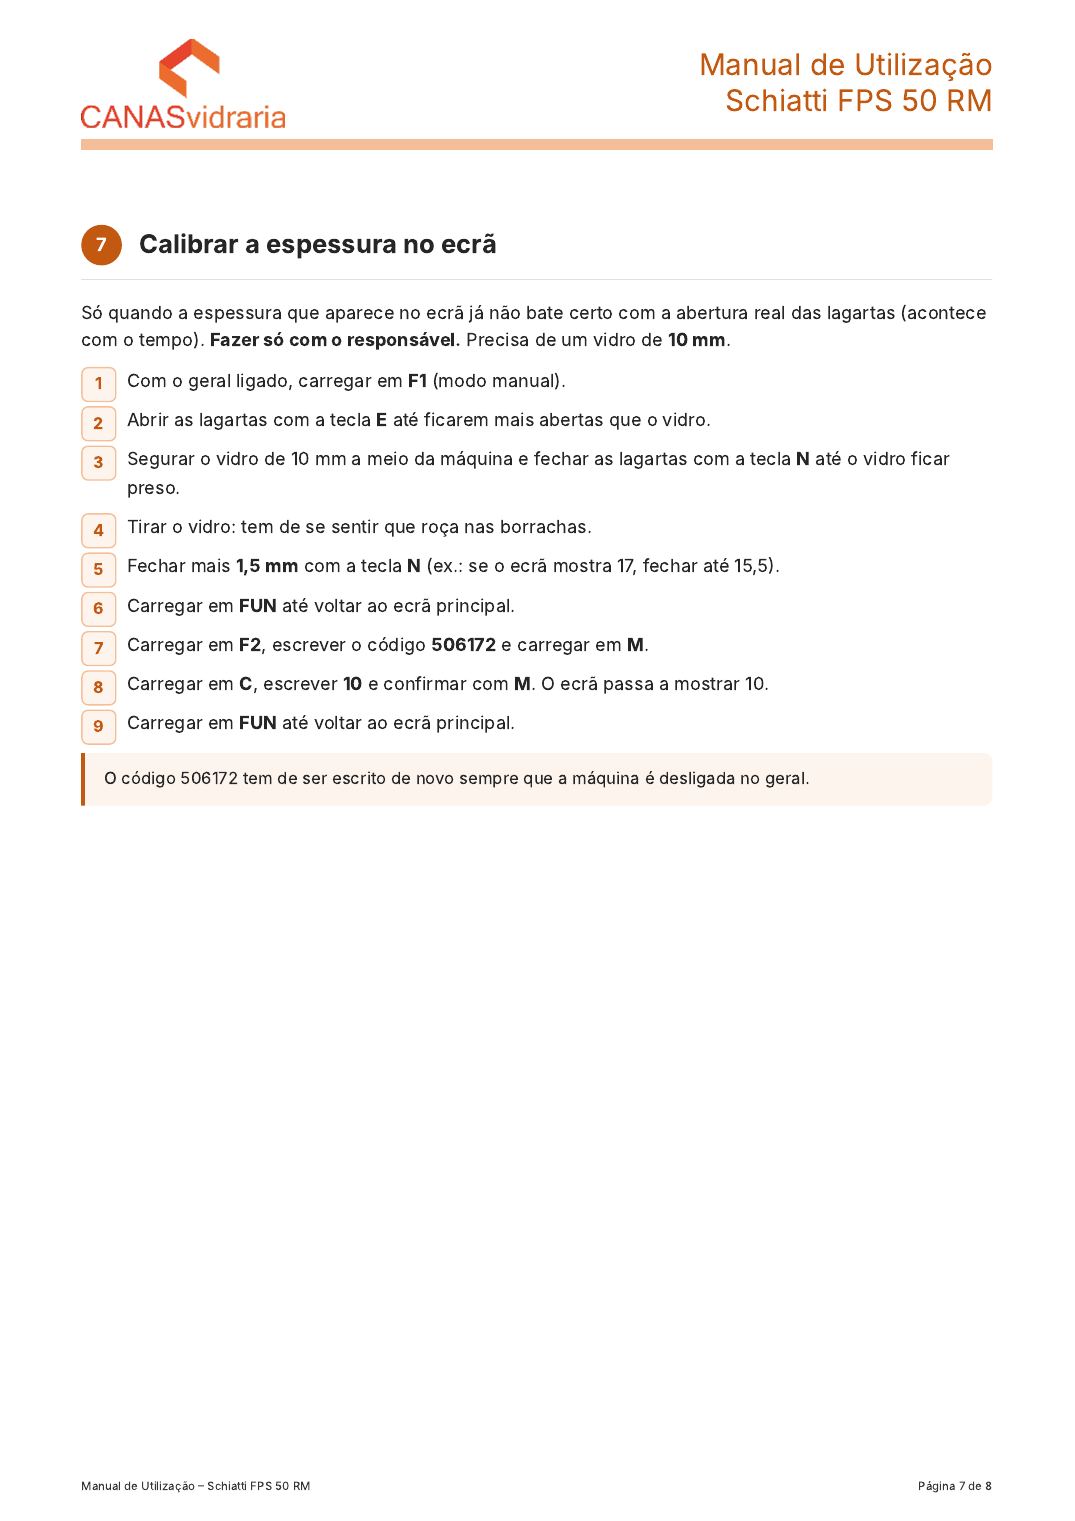 CANASvidraria
Manual de Utilização
Schiatti FPS 50 RM
7 Calibrar a espessura no ecrã
Só quando a espessura que aparece no ecrã já não bate certo com a abertura real das lagartas (acontece
com o tempo). Fazer só com o responsável. Precisa de um vidro de 10 mm.
1 Com o geral ligado, carregar em F1 (modo manual).
2 Abrir as lagartas com a tecla E até ficarem mais abertas que o vidro.
3 Segurar o vidro de 10 mm a meio da máquina e fechar as lagartas com a tecla N até o vidro ficar
preso.
4 Tirar o vidro: tem de se sentir que roça nas borrachas.
5 Fechar mais 1,5 mm com a tecla N (ex.: se o ecrã mostra 17, fechar até 15,5).
6 Carregar em FUN até voltar ao ecrã principal.
7 Carregar em F2, escrever o código 506172 e carregar em M.
8 Carregar em C, escrever 10 e confirmar com M. O ecrã passa a mostrar 10.
9 Carregar em FUN até voltar ao ecrã principal.
O código 506172 tem de ser escrito de novo sempre que a máquina é desligada no geral.
Manual de Utilização – Schiatti FPS 50 RM
Página 7 de 8